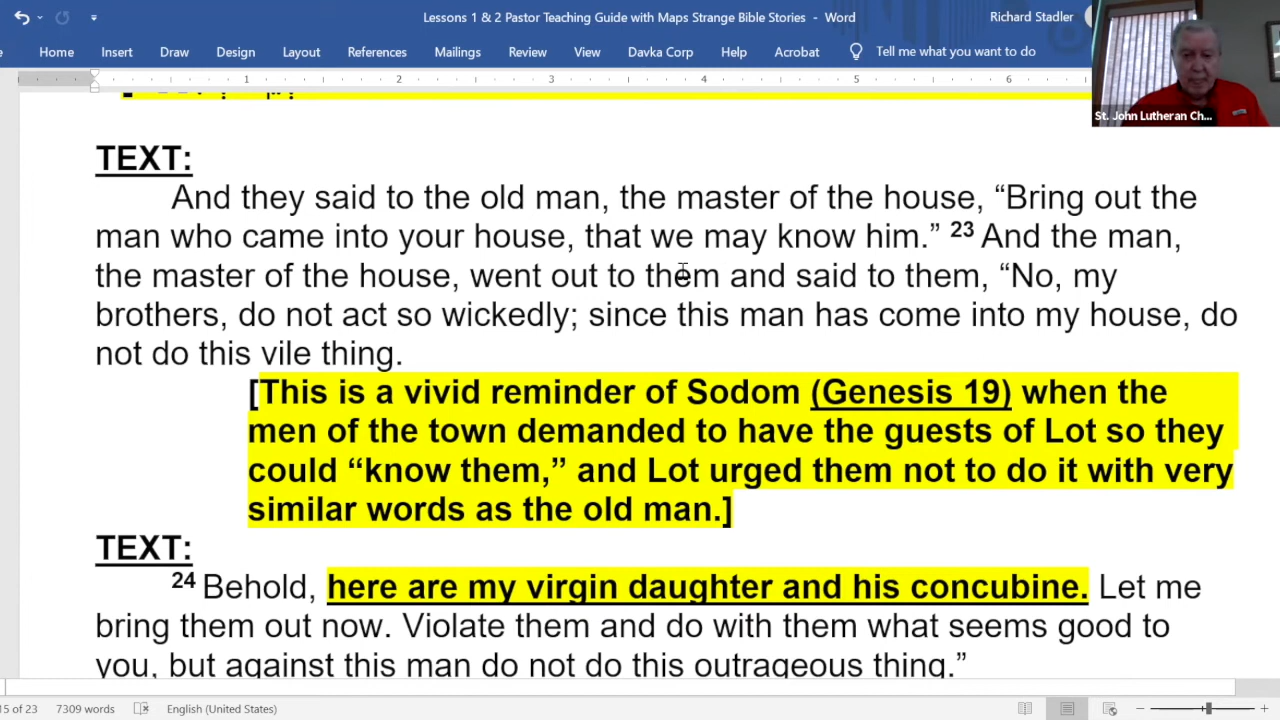 Lessons 1 & 2 Pastor Teaching Guide with Maps Strange Bible Stories - Word
Richard Stadler
Home Insert Draw Design Layout References Mailings Review View Davka Corp Help Acrobat Tell me what you want to do
1 2 3 4 5 6
St. John Lutheran Ch...
TEXT:
And they said to the old man, the master of the house, “Bring out the
man who came into your house, that we may know him.” 23 And the man,
the master of the house, went out to them and said to them, “No, my
brothers, do not act so wickedly; since this man has come into my house, do
not do this vile thing.
[This is a vivid reminder of Sodom (Genesis 19) when the
men of the town demanded to have the guests of Lot so they
could “know them,” and Lot urged them not to do it with very
similar words as the old man.]
TEXT:
24 Behold, here are my virgin daughter and his concubine. Let me
bring them out now. Violate them and do with them what seems good to
you, but against this man do not do this outrageous thing.”
15 of 23 7309 words English (United States)